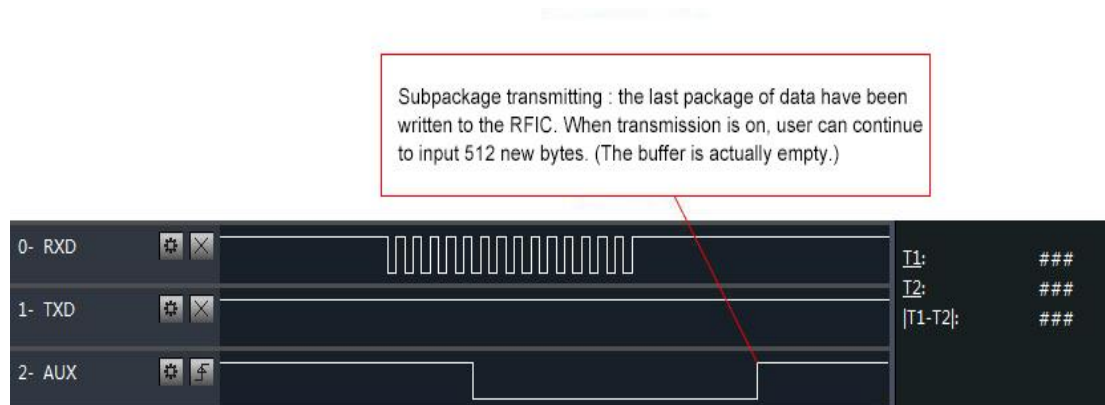 Subpackage transmitting : the last package of data have been
written to the RFIC. When transmission is on, user can continue
to input 512 new bytes. (The buffer is actually empty.)
0- RXD
T1: ###
1- TXD
T2: ###
|T1-T2|: ###
2- AUX